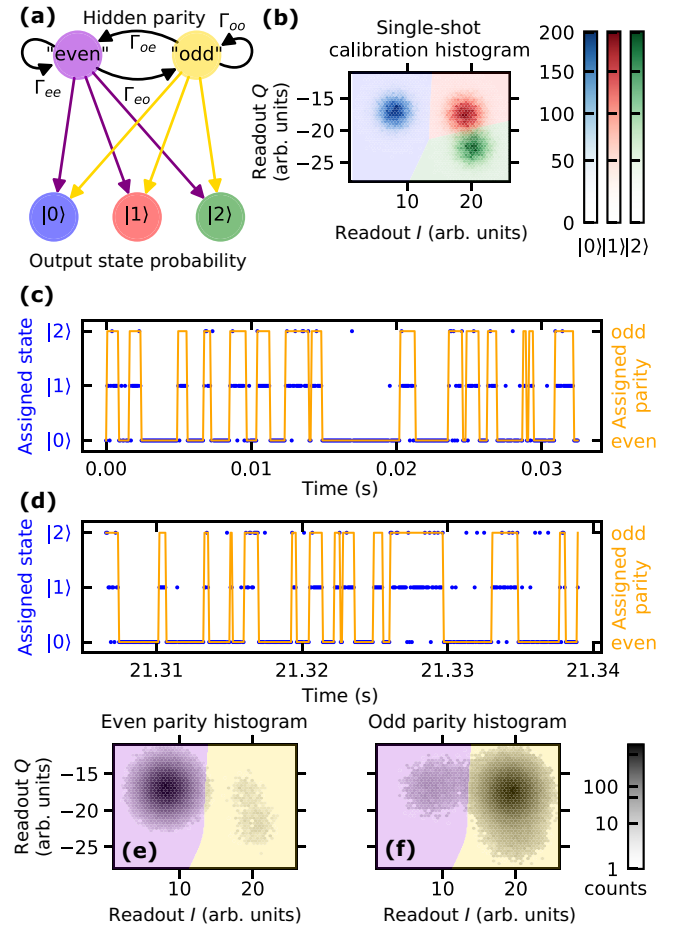 (a)
Hidden parity
Γoe
Γoo
"even"
"odd"
Γee
Γeo
|0⟩
|1⟩
|2⟩
Output state probability
(b)
Single-shot
calibration histogram
Readout Q
(arb. units)
−15
−20
−25
10
20
Readout I (arb. units)
200
150
100
50
0
|0⟩|1⟩|2⟩
(c)
Assigned state
|2⟩
|1⟩
|0⟩
odd
even
Assigned
parity
0.00
0.01
0.02
0.03
Time (s)
(d)
Assigned state
|2⟩
|1⟩
|0⟩
odd
even
Assigned
parity
21.31
21.32
21.33
21.34
Time (s)
Even parity histogram
Readout Q
(arb. units)
−15
−20
−25
(e)
10
20
Readout I (arb. units)
Odd parity histogram
−15
−20
−25
(f)
10
20
Readout I (arb. units)
100
10
1
counts